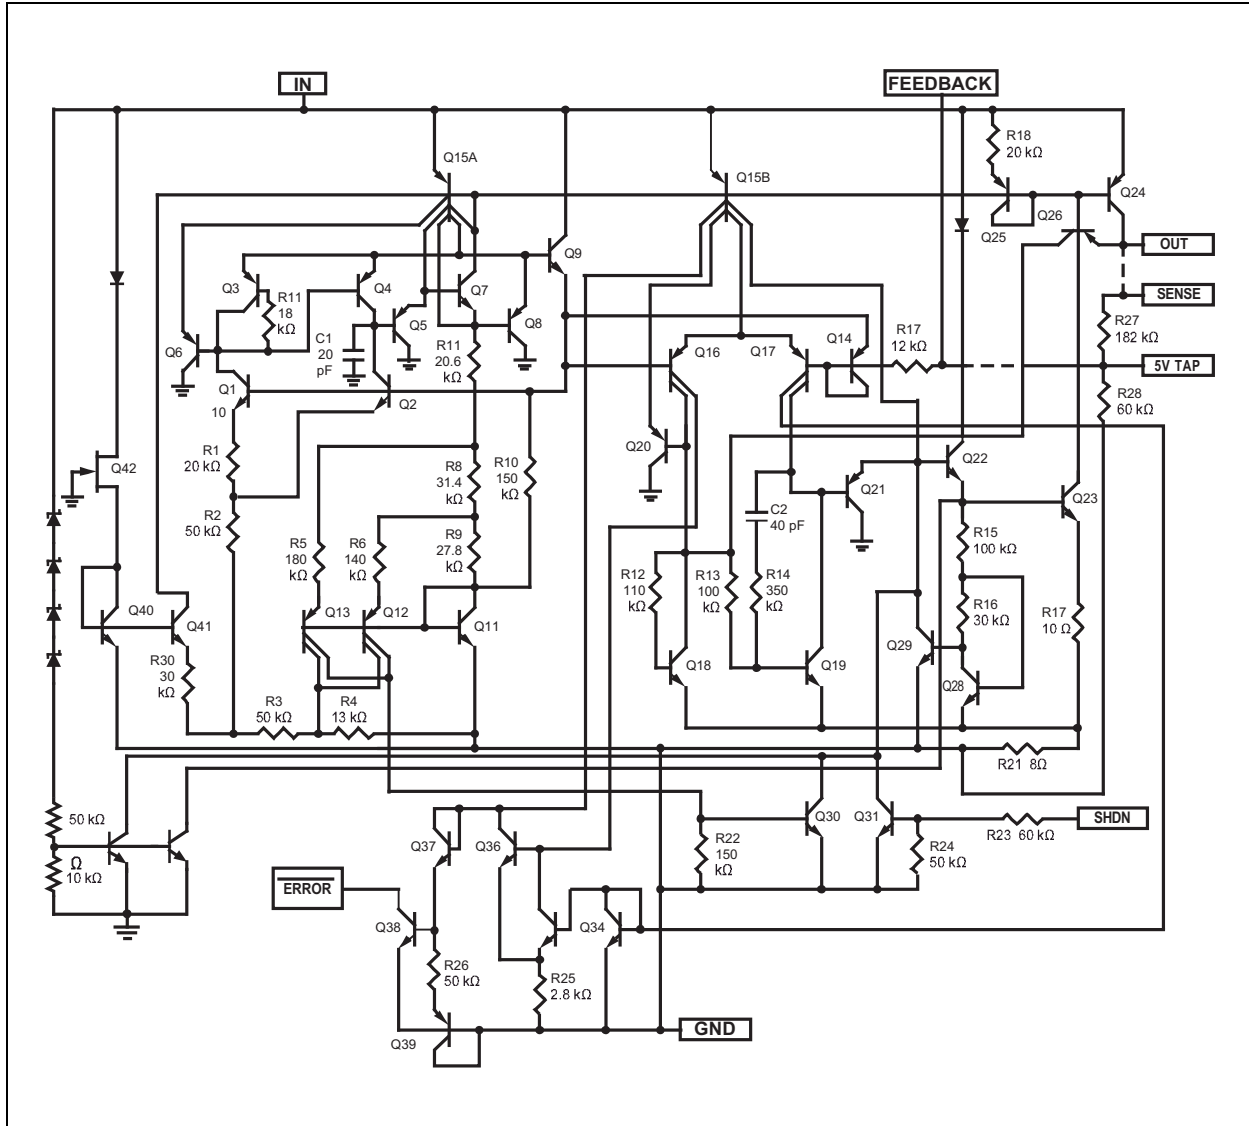 IN
FEEDBACK
R18
20 kΩ
Q15A
Q15B
Q24
Q26
Q25
OUT
Q9
Q3
R11
18
kΩ
Q4
Q7
SENSE
Q5
Q8
C1
20
pF
Q6
R11
20.6
kΩ
Q16
Q17
Q14
R17
12 kΩ
R27
182 kΩ
5V TAP
Q1
10
Q2
R28
60 kΩ
R1
20 kΩ
Q20
Q42
R8
31.4
kΩ
R10
150
kΩ
Q22
Q21
Q23
C2
40 pF
R2
50 kΩ
R5
180
kΩ
R6
140
kΩ
R9
27.8
kΩ
R15
100 kΩ
R12
110
kΩ
R13
100
kΩ
R14
350
kΩ
Q40
Q41
Q13
Q12
Q11
R16
30 kΩ
R17
10 Ω
R30
30
kΩ
Q18
Q19
Q29
Q28
R3
50 kΩ
R4
13 kΩ
R21 8Ω
50 kΩ
Ω
10 kΩ
Q30
Q31
SHDN
R23 60 kΩ
Q37
Q36
R22
150
kΩ
R24
50 kΩ
ERROR
Q38
Q34
R26
50 kΩ
R25
2.8 kΩ
GND
Q39